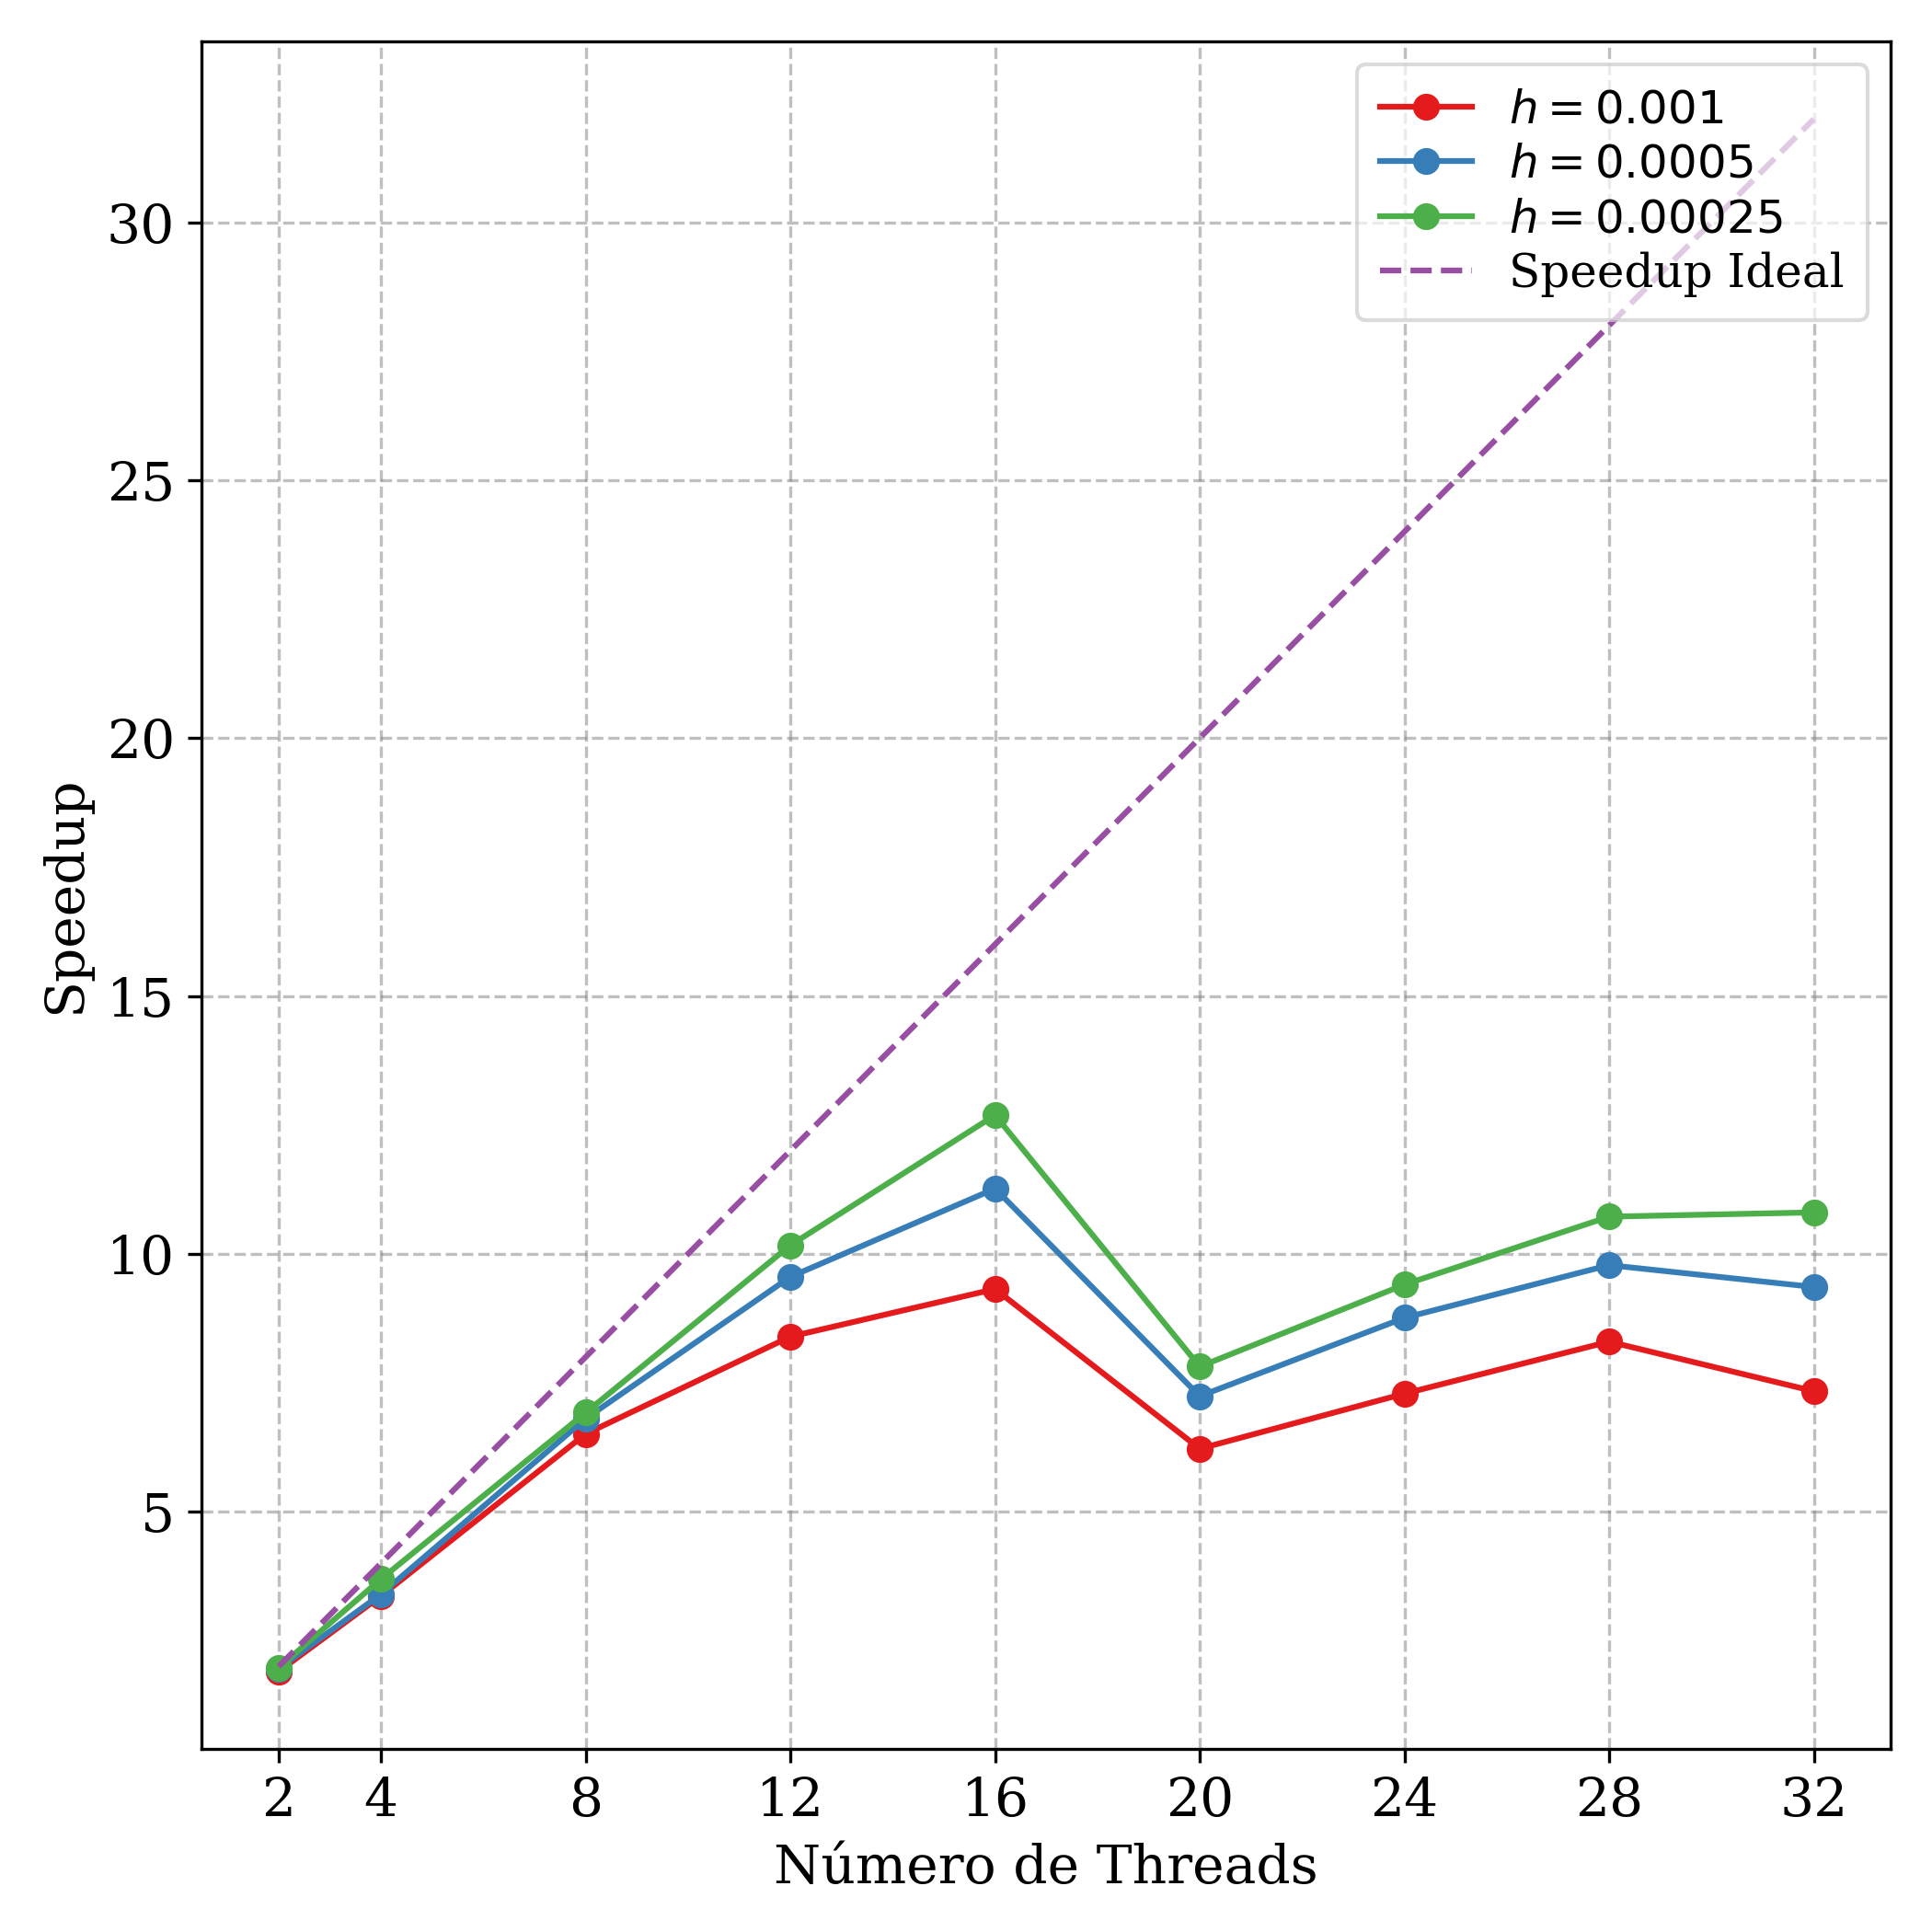 h = 0.001
h = 0.0005
h = 0.00025
Speedup Ideal
30
25
20
15
10
5
Speedup
2 4 8 12 16 20 24 28 32
Número de Threads